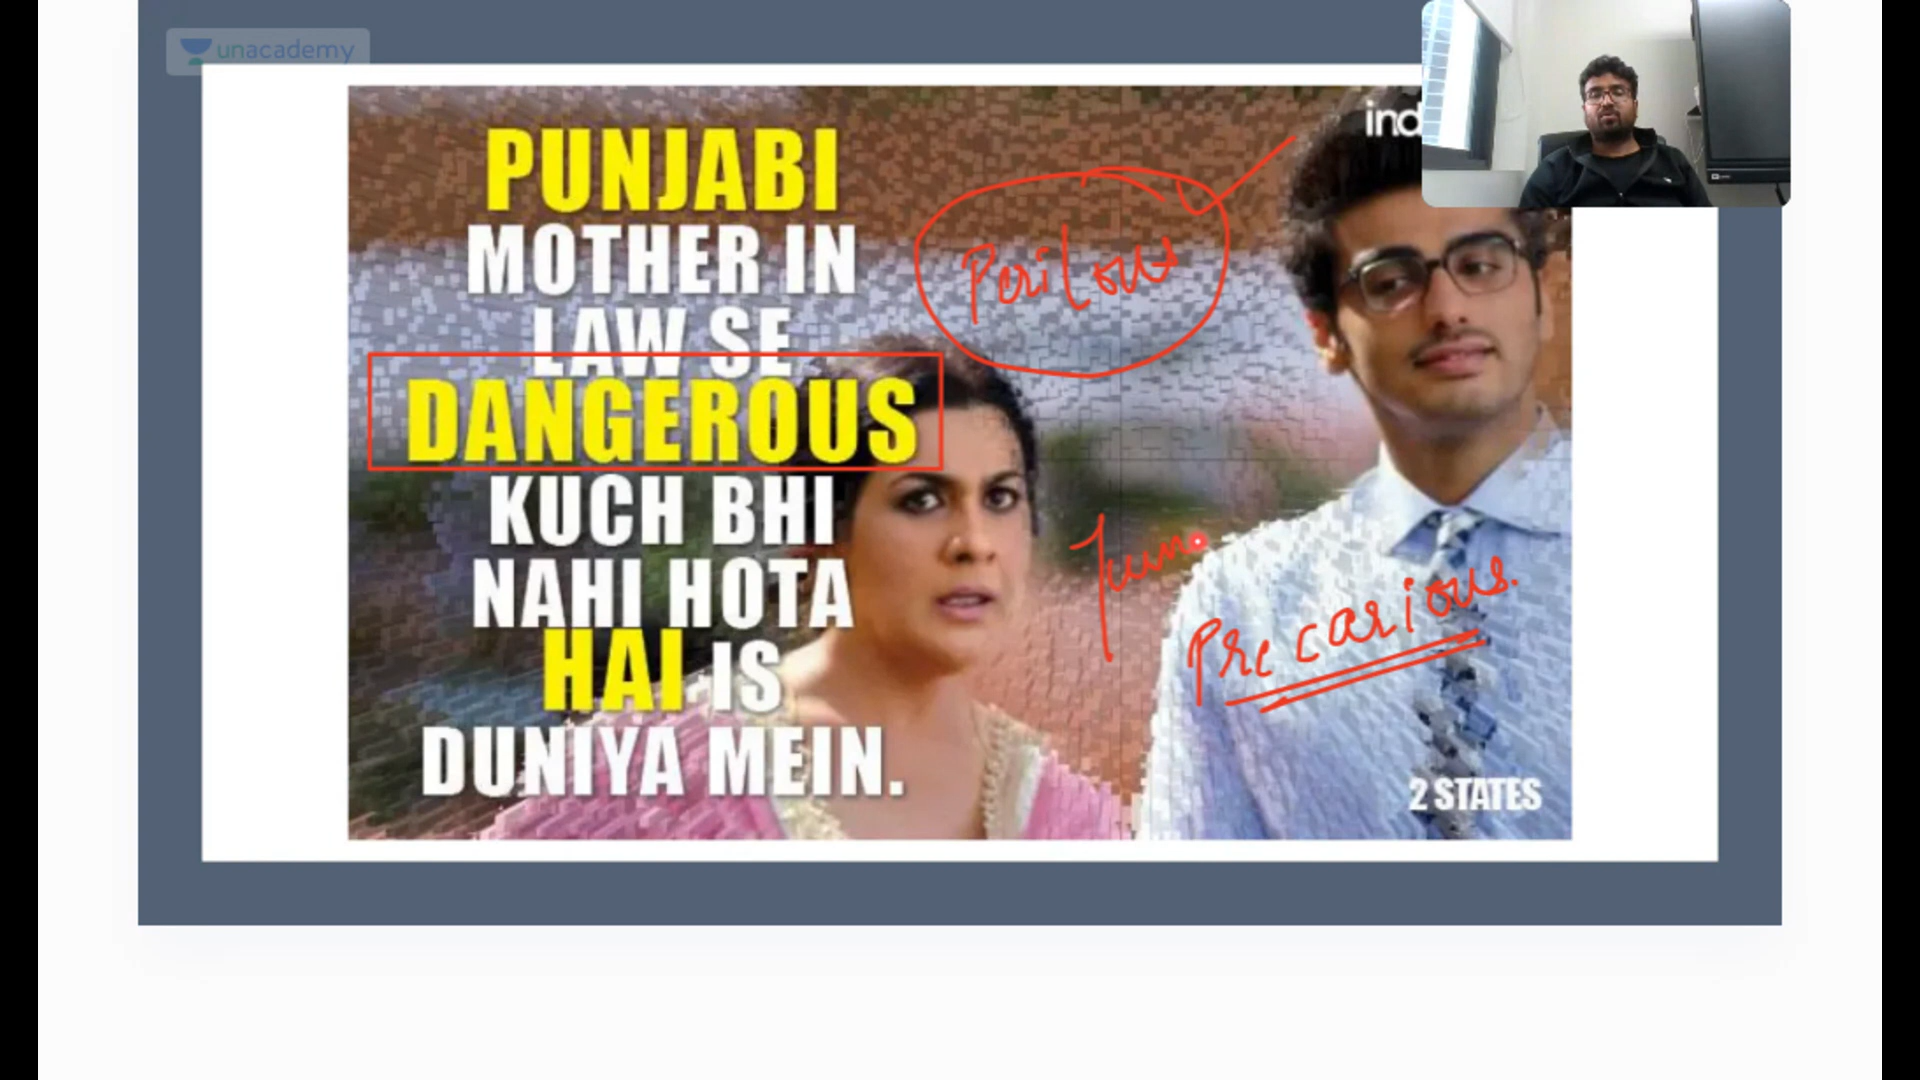 unacademy
ind
PUNJABI
MOTHER IN
LAW SE
DANGEROUS
KUCH BHI
NAHI HOTA
HAI IS
DUNIYA MEIN.
Perilous
Precarious.
2 STATES